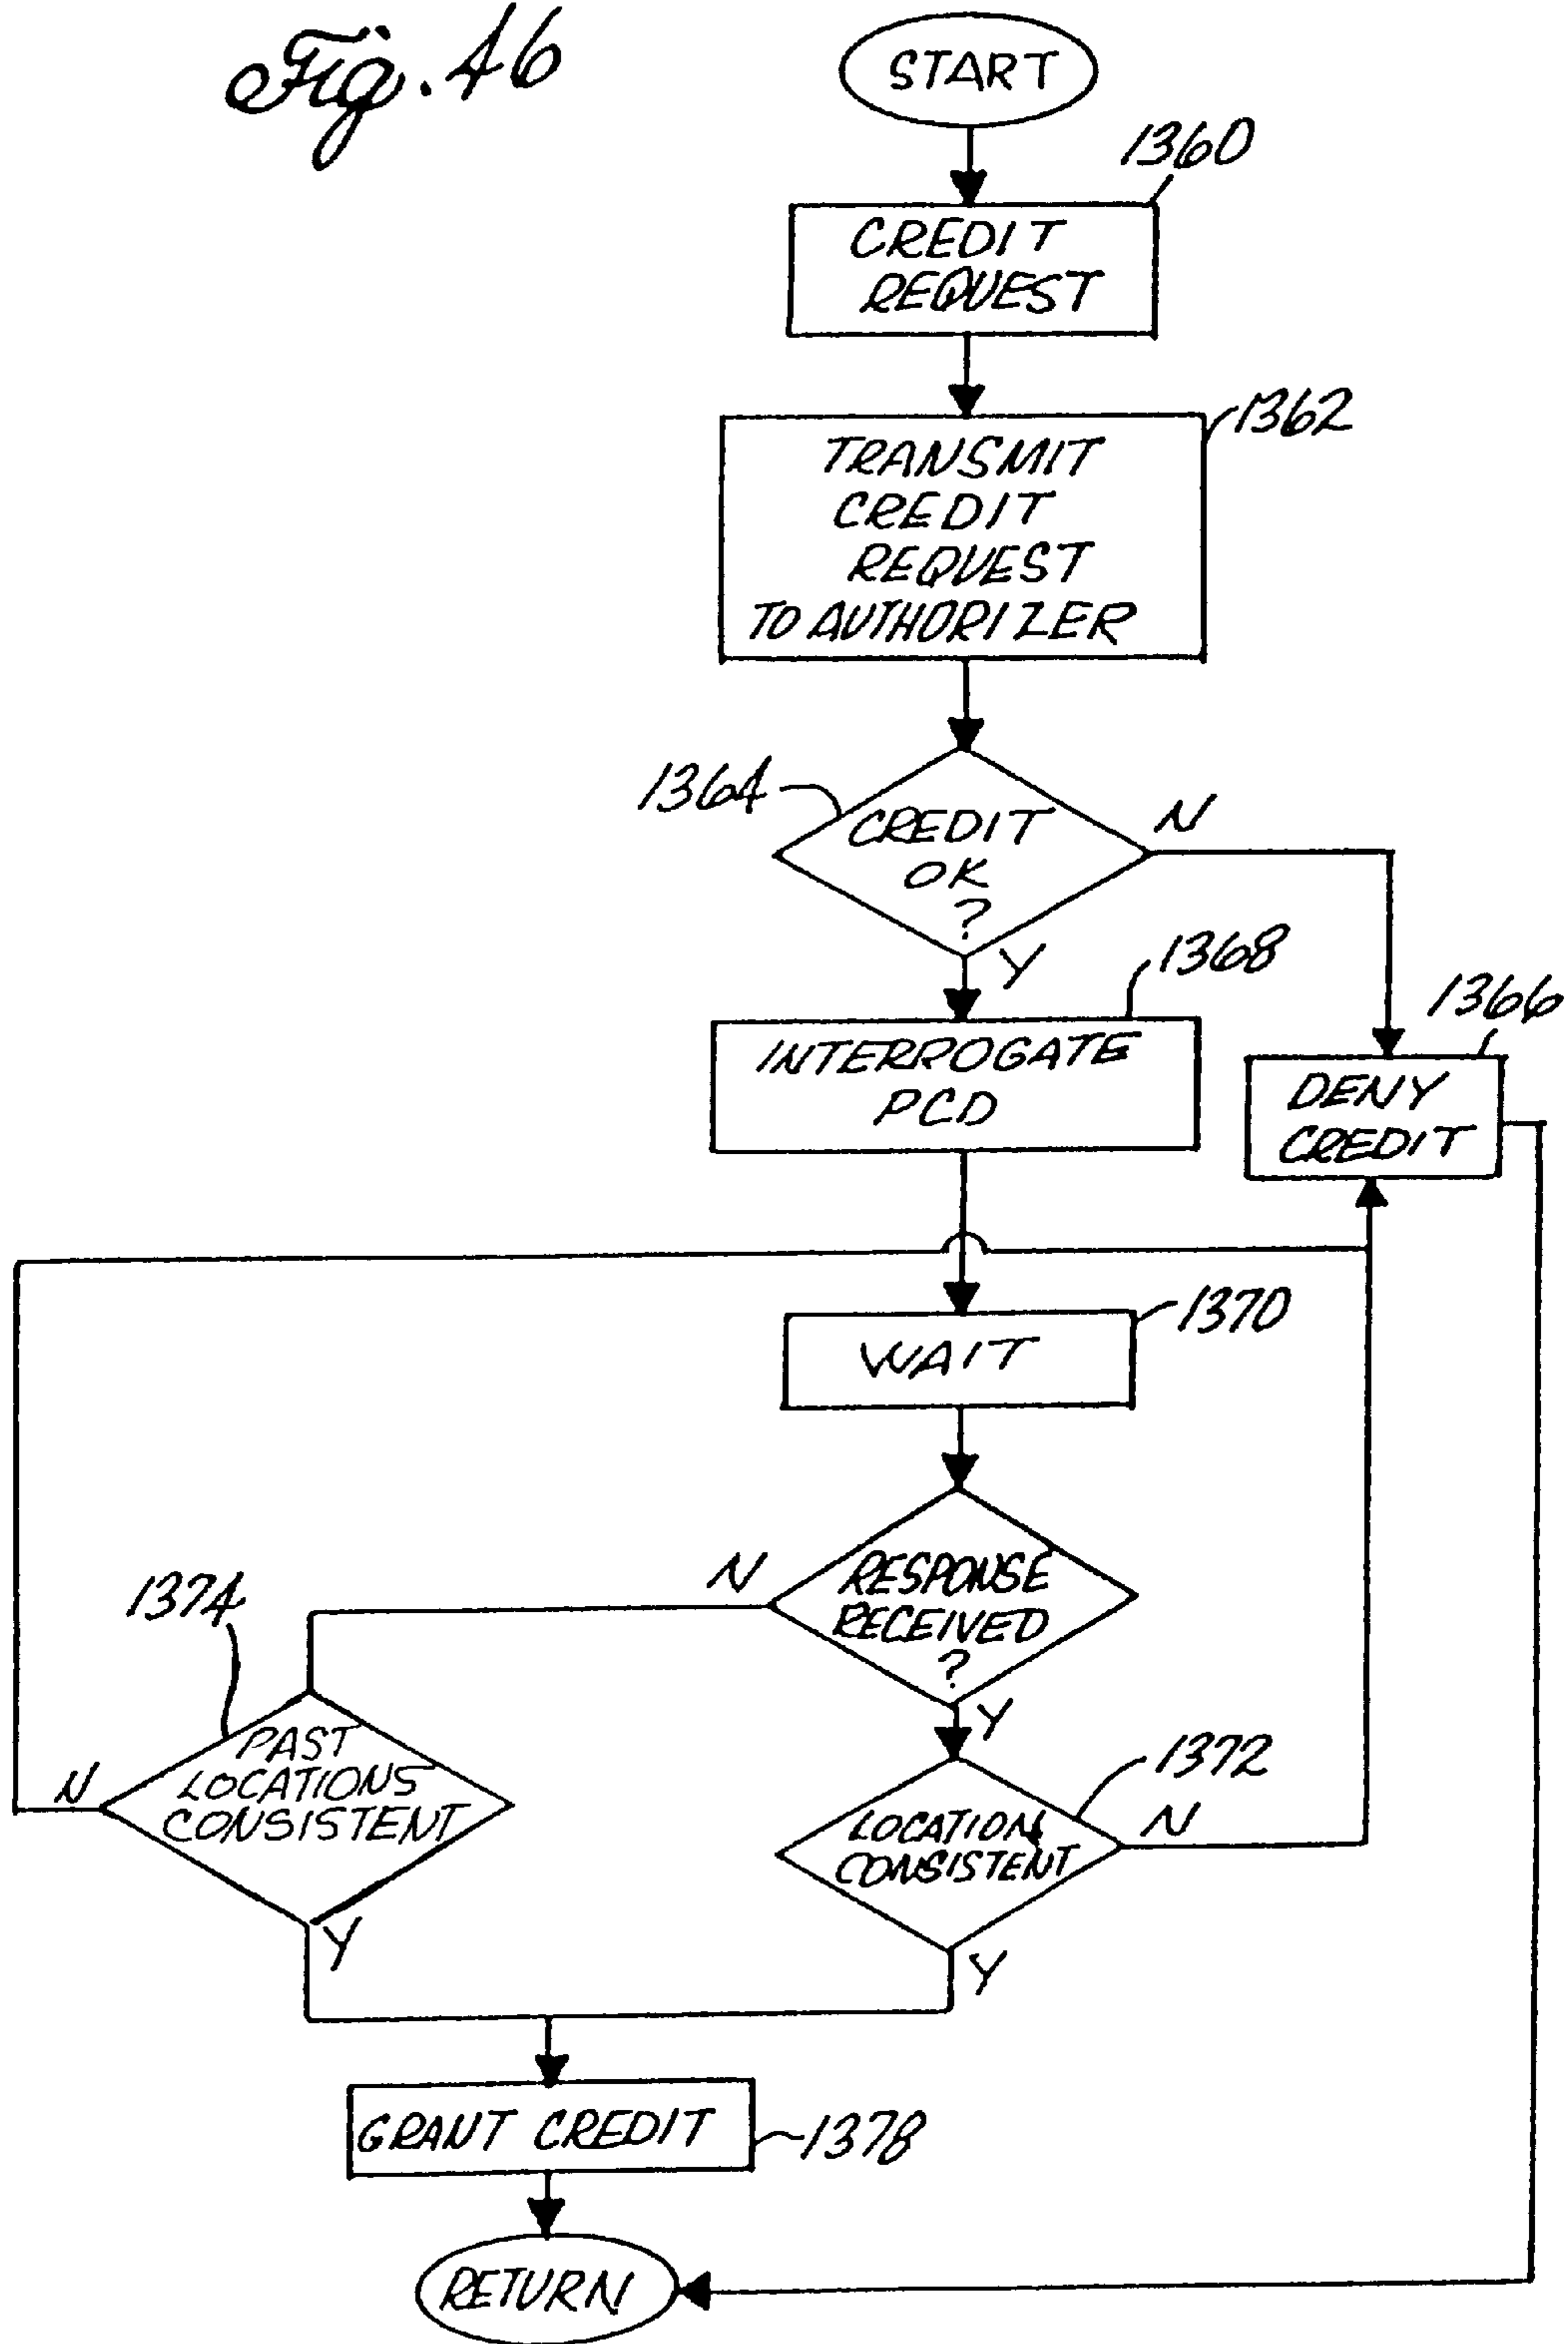 Fig. 46
START
1360
CREDIT
REQUEST
1362
TRANSMIT
CREDIT
REQUEST
TO AUTHORIZER
1364
CREDIT
OK
?
N
Y
1368
INTERROGATE
PCD
1366
DENY
CREDIT
1370
WAIT
RESPONSE
RECEIVED
?
N
Y
1374
PAST
LOCATIONS
CONSISTENT
N
Y
1372
LOCATION
CONSISTENT
N
Y
GRANT CREDIT
1378
RETURN